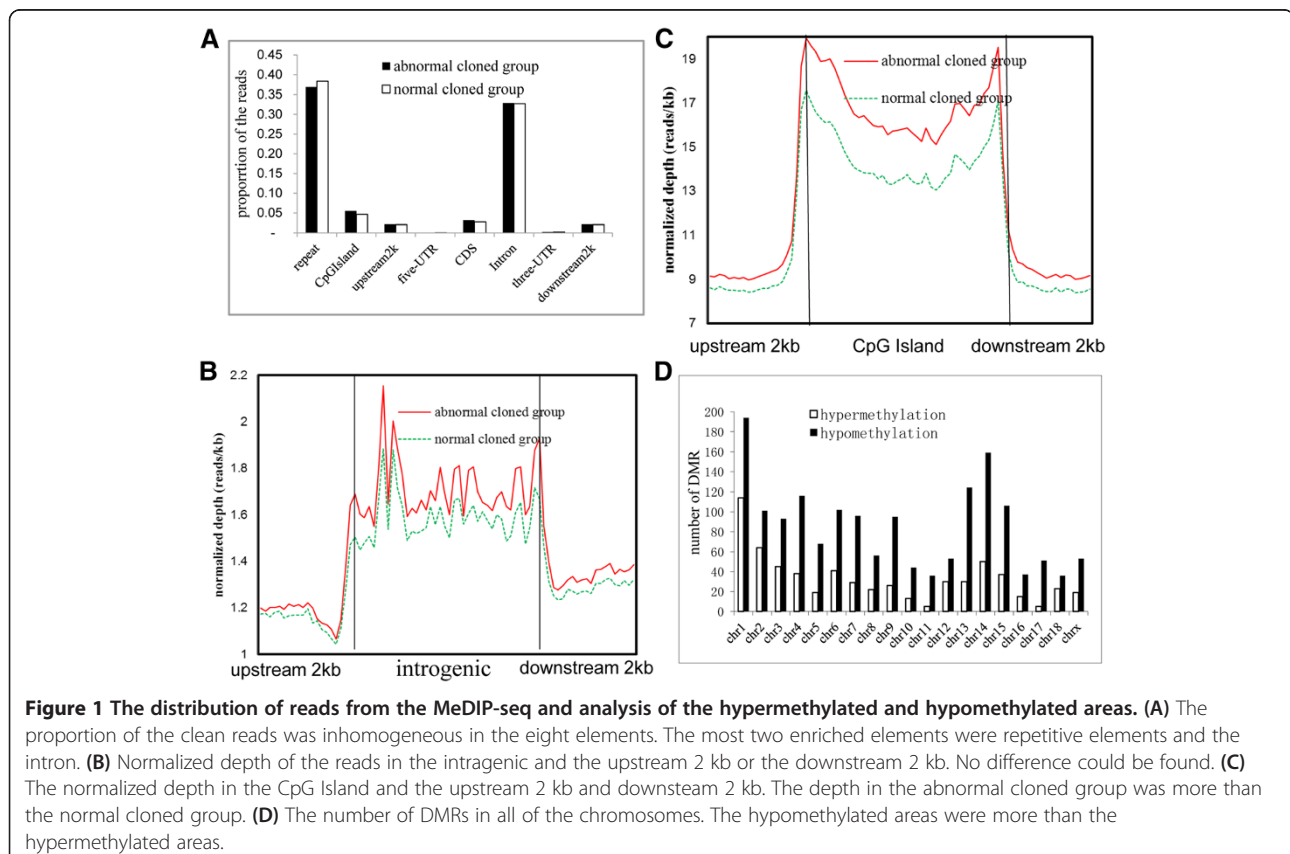 A
0.45
0.40
0.35
0.30
0.25
0.20
0.15
0.10
0.05
-
proporrtion of the reads
abnormal cloned group
normal cloned group
repeat
CpGIsland
upstream2k
five-UTR
CDS
Intron
three-UTR
downstream2k
C
19
17
15
13
11
9
7
normalized depth (reads/kb)
abnormal cloned group
normal cloned group
upstream 2kb
CpG Island
downstream 2kb
B
2.2
2
1.8
1.6
1.4
1.2
1
normalized depth (reads/kb)
abnormal cloned group
normal cloned group
upstream 2kb
introgenic
downstream 2kb
D
200
180
160
140
120
100
80
60
40
20
0
number of DMR
hypermethylation
hypomethylation
chr1
chr2
chr3
chr4
chr5
chr6
chr7
chr8
chr9
chr10
chr11
chr12
chr13
chr14
chr15
chr16
chr17
chr18
chrx
Figure 1 The distribution of reads from the MeDIP-seq and analysis of the hypermethylated and hypomethylated areas. (A) The
proportion of the clean reads was inhomogeneous in the eight elements. The most two enriched elements were repetitive elements and the
intron. (B) Normalized depth of the reads in the intragenic and the upstream 2 kb or the downstream 2 kb. No difference could be found. (C)
The normalized depth in the CpG Island and the upstream 2 kb and downsteam 2 kb. The depth in the abnormal cloned group was more than
the normal cloned group. (D) The number of DMRs in all of the chromosomes. The hypomethylated areas were more than the
hypermethylated areas.